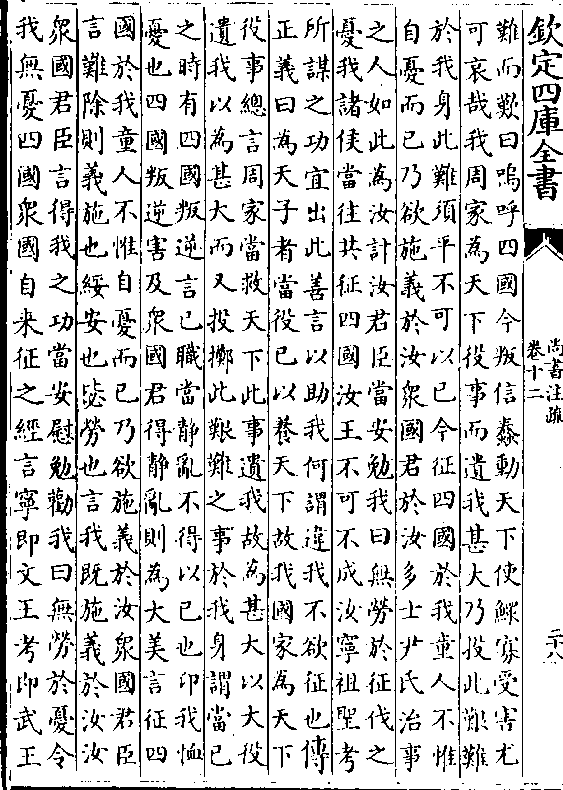 欽定四庫全書
尚書注疏
卷十二
難而歎曰嗚呼四國今叛信蠢動天下使鰥寡受害尤
可哀哉我周家為天下役事而遺我甚大乃投此艱難
於我身此難須平不可以已今征四國於我童人不惟
自憂而已乃欲施義於汝衆國君於汝多士尹氏治事
之人如此為汝計汝君臣當安勉我曰無勞於征伐之
憂我諸侯當往共征四國汝王不可不成汝寧祖聖考
所謀之功宜出此善言以助我何謂違我不欲征也傳
正義曰為天子者當役己以養天下故我國家為天下
役事總言周家當救天下此事遺我故為甚大以大役
遺我以為甚大而又投擲此艱難之事於我身謂當己
之時有四國叛逆言已職當静亂不得以已也卬我恤
憂也四國叛逆害及衆國君得静亂則為大美言征四
國於我童人不惟自憂而已乃欲施義於汝衆國君臣
言難除則義施也綏安也毖勞也言我既施義於汝汝
衆國君臣言得我之功當安慰勉勸我曰無勞於憂令
我無憂四國衆國自来征之經言寧即文王考即武王